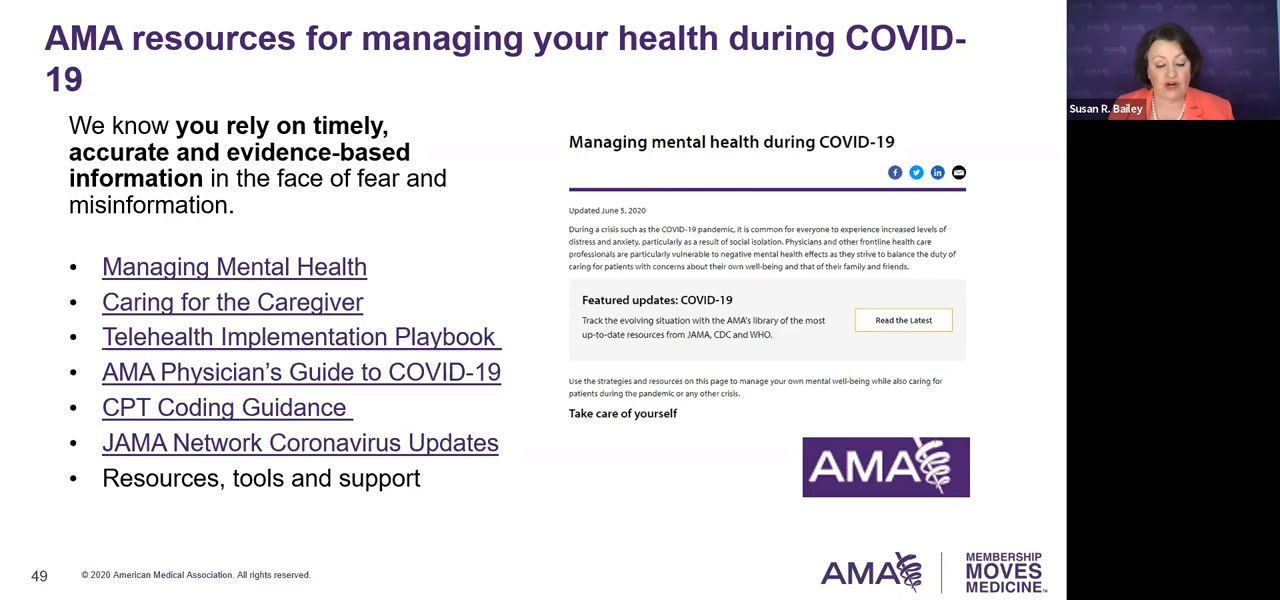 AMA resources for managing your health during COVID-
19
We know you rely on timely,
accurate and evidence-based
information in the face of fear and
misinformation.
• Managing Mental Health
• Caring for the Caregiver
• Telehealth Implementation Playbook
• AMA Physician’s Guide to COVID-19
• CPT Coding Guidance
• JAMA Network Coronavirus Updates
• Resources, tools and support
Managing mental health during COVID-19
Updated June 5, 2020
During a crisis such as the COVID-19 pandemic, it is common for everyone to experience increased levels of
distress and anxiety, particularly as a result of social isolation. Physicians and other frontline health care
professionals are particularly vulnerable to negative mental health effects as they strive to balance the duty of
caring for patients with concerns about their own well-being and that of their family and friends.
Featured updates: COVID-19
Track the evolving situation with the AMA's library of the most
up-to-date resources from JAMA, CDC and WHO.
Read the Latest
Use the strategies and resources on this page to manage your own mental well-being while also caring for
patients during the pandemic or any other crisis.
Take care of yourself
AMA
49
© 2020 American Medical Association. All rights reserved.
AMA
MEMBERSHIP
MOVES
MEDICINE™
Susan R. Bailey